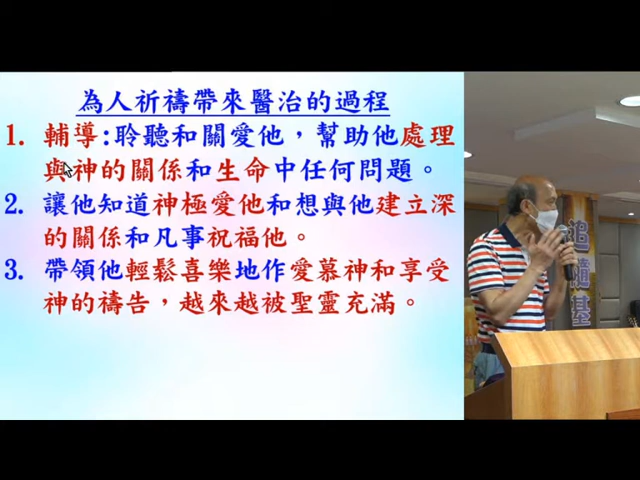 為人祈禱帶來醫治的過程
1. 輔導:聆聽和關愛他，幫助他處理
與神的關係和生命中任何問題。
2. 讓他知道神極愛他和想與他建立深
的關係和凡事祝福他。
3. 帶領他輕鬆喜樂地作愛慕神和享受
神的禱告，越來越被聖靈充滿。
追隨基